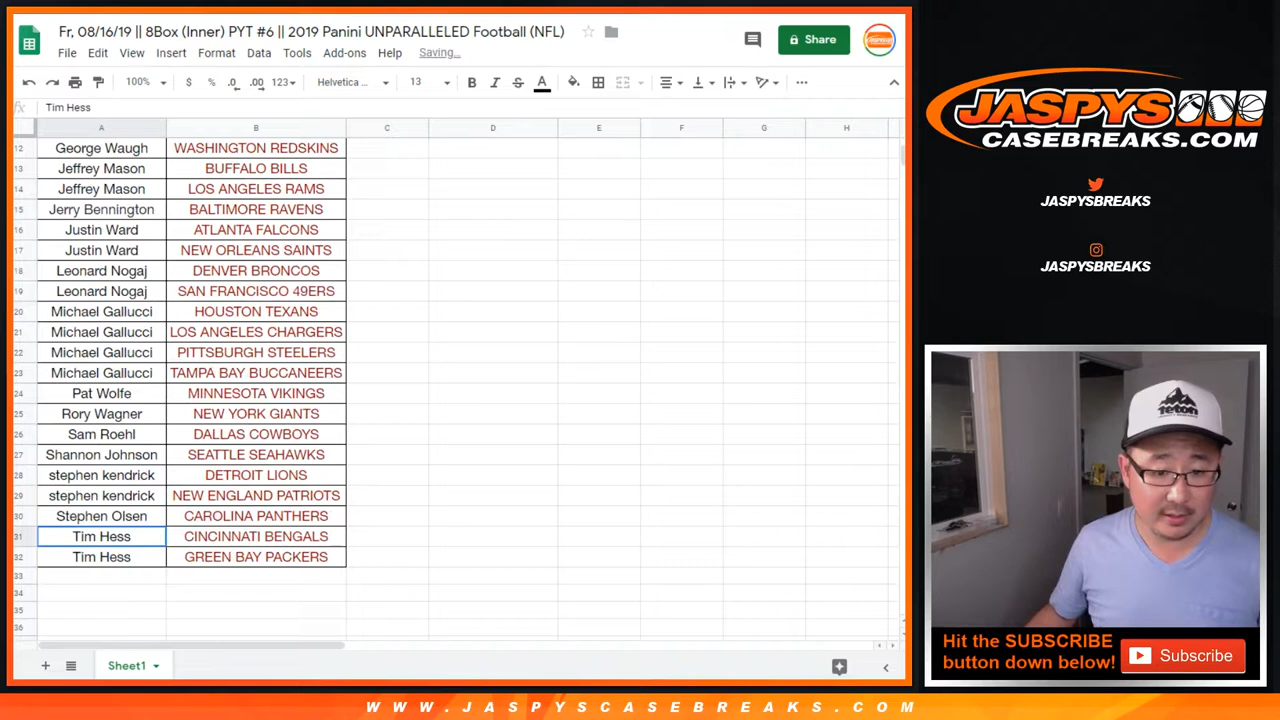 Fr, 08/16/19 || 8Box (Inner) PYT #6 || 2019 Panini UNPARALLELED Football (NFL)
File Edit View Insert Format Data Tools Add-ons Help Saving...
Share
100% $ % .0 .00 123 Helvetica ... 13 B I S A
fx Tim Hess
A B C D E F G H
12 George Waugh WASHINGTON REDSKINS
13 Jeffrey Mason BUFFALO BILLS
14 Jeffrey Mason LOS ANGELES RAMS
15 Jerry Bennington BALTIMORE RAVENS
16 Justin Ward ATLANTA FALCONS
17 Justin Ward NEW ORLEANS SAINTS
18 Leonard Nogaj DENVER BRONCOS
19 Leonard Nogaj SAN FRANCISCO 49ERS
20 Michael Gallucci HOUSTON TEXANS
21 Michael Gallucci LOS ANGELES CHARGERS
22 Michael Gallucci PITTSBURGH STEELERS
23 Michael Gallucci TAMPA BAY BUCCANEERS
24 Pat Wolfe MINNESOTA VIKINGS
25 Rory Wagner NEW YORK GIANTS
26 Sam Roehl DALLAS COWBOYS
27 Shannon Johnson SEATTLE SEAHAWKS
28 stephen kendrick DETROIT LIONS
29 stephen kendrick NEW ENGLAND PATRIOTS
30 Stephen Olsen CAROLINA PANTHERS
31 Tim Hess CINCINNATI BENGALS
32 Tim Hess GREEN BAY PACKERS
33
34
35
36
Sheet1
JASPYS
CASEBREAKS.COM
JASPYSBREAKS
JASPYSBREAKS
Teton
Hit the SUBSCRIBE
button down below!
Subscribe
WWW.JASPYSCASEBREAKS.COM